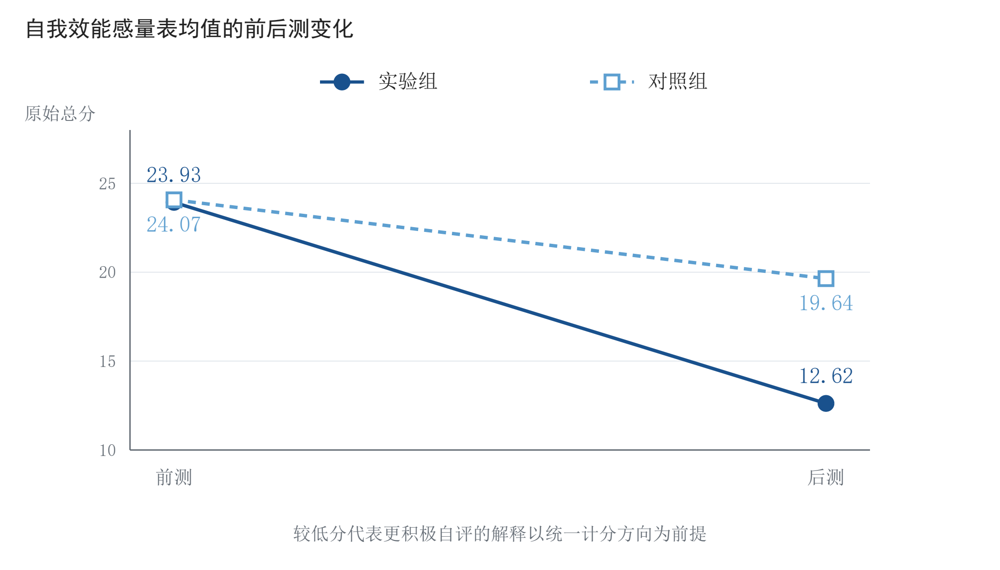 自我效能感量表均值的前后测变化
实验组 对照组
原始总分
23.93
25
24.07
20
19.64
15
12.62
10
前测 后测
较低分代表更积极自评的解释以统一计分方向为前提